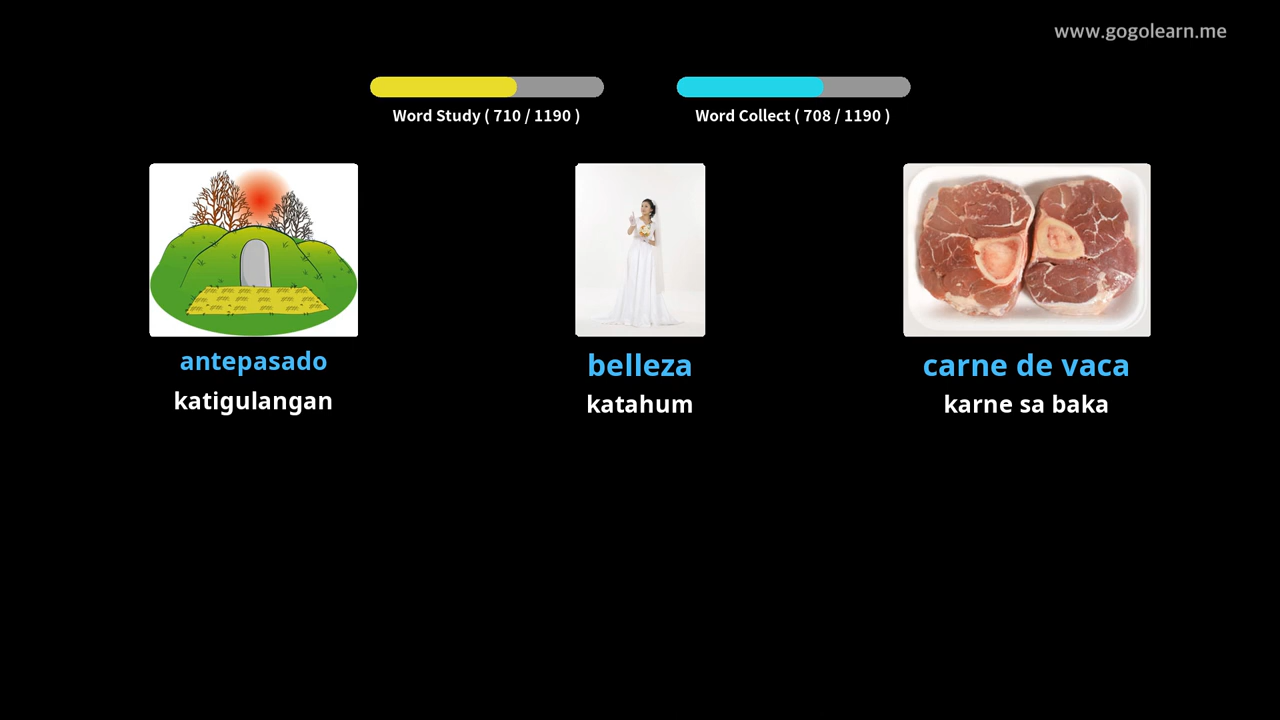 www.gogolearn.me
Word Study ( 710 / 1190 )
Word Collect ( 708 / 1190 )
antepasado
katigulangan
belleza
katahum
carne de vaca
karne sa baka